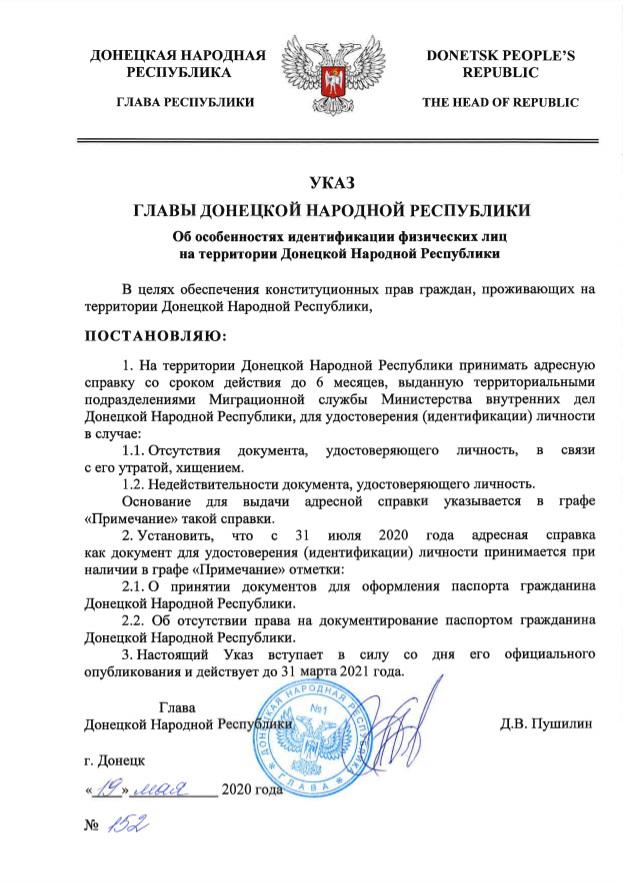 ДОНЕЦКАЯ НАРОДНАЯ
РЕСПУБЛИКА
ГЛАВА РЕСПУБЛИКИ
DONETSK PEOPLE'S
REPUBLIC
THE HEAD OF REPUBLIC
УКАЗ
ГЛАВЫ ДОНЕЦКОЙ НАРОДНОЙ РЕСПУБЛИКИ
Об особенностях идентификации физических лиц
на территории Донецкой Народной Республики
В целях обеспечения конституционных прав граждан, проживающих на
территории Донецкой Народной Республики,
ПОСТАНОВЛЯЮ:
1. На территории Донецкой Народной Республики принимать адресную
справку со сроком действия до 6 месяцев, выданную территориальными
подразделениями Миграционной службы Министерства внутренних дел
Донецкой Народной Республики, для удостоверения (идентификации) личности
в случае:
1.1. Отсутствия документа, удостоверяющего личность, в связи
с его утратой, хищением.
1.2. Недействительности документа, удостоверяющего личность.
Основание для выдачи адресной справки указывается в графе
«Примечание» такой справки.
2. Установить, что с 31 июля 2020 года адресная справка
как документ для удостоверения (идентификации) личности принимается при
наличии в графе «Примечание» отметки:
2.1. О принятии документов для оформления паспорта гражданина
Донецкой Народной Республики.
2.2. Об отсутствии права на документирование паспортом гражданина
Донецкой Народной Республики.
3. Настоящий Указ вступает в силу со дня его официального
опубликования и действует до 31 марта 2021 года.
Глава
Донецкой Народной Республики
Д.В. Пушилин
ДОНЕЦКАЯ НАРОДНАЯ РЕСПУБЛИКА
№1
ГЛАВА
г. Донецк
«19» мая 2020 года
№ 152